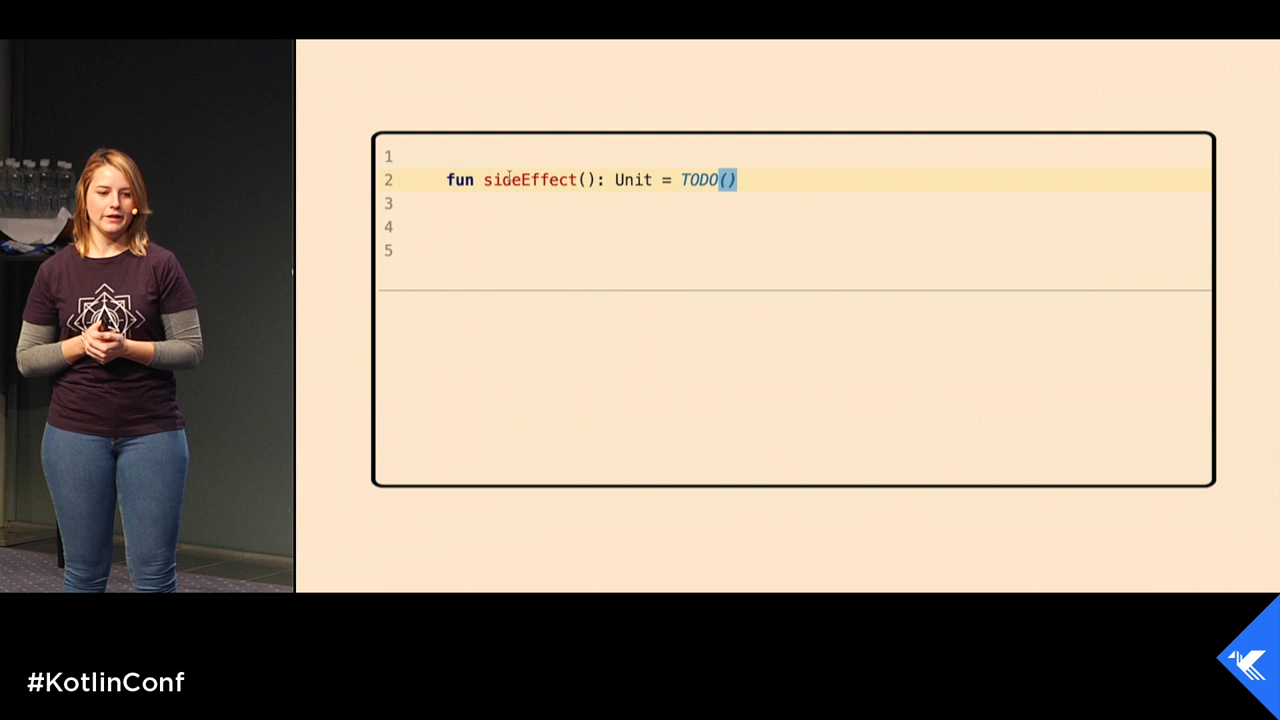 1
2 fun sideEffect(): Unit = TODO()
3
4
5
#KotlinConf